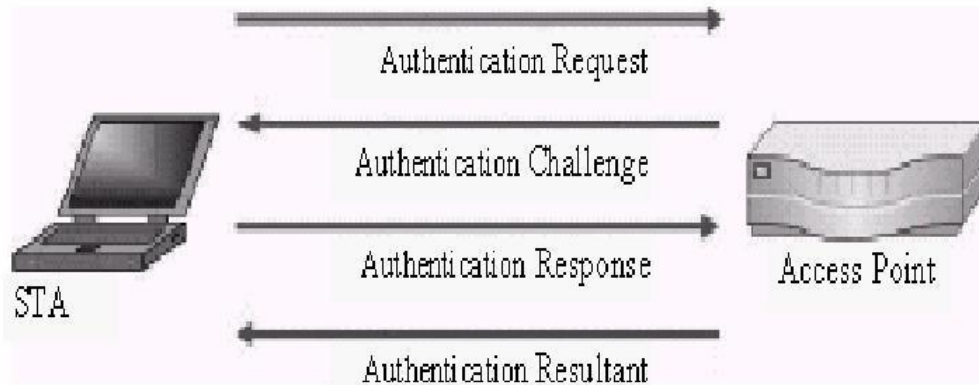 Authentication Request
Authentication Challenge
Authentication Response
Access Point
STA
Authentication Resultant